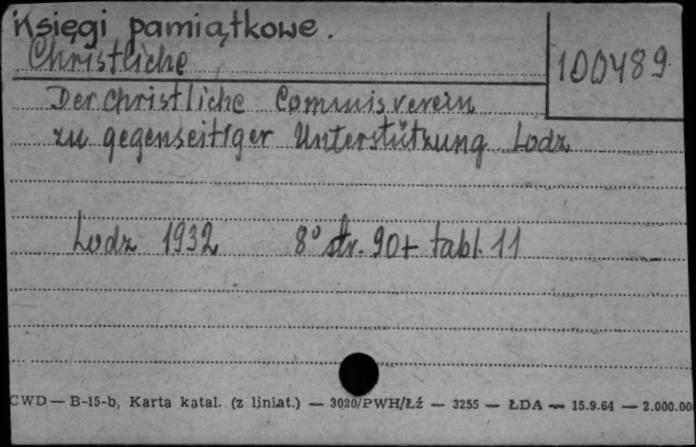 Księgi pamiątkowe.
Christliche
100489
Der christliche Commisverein
zu gegenseitiger Unterstützung Lodz
Lodz 1932 8° str. 90+ tabl. 11
CWD — B-15-b, Karta katal. (z liniat.) — 3020/PWH/Łź — 3255 — ŁDA — 15.9.64 — 2.000.00